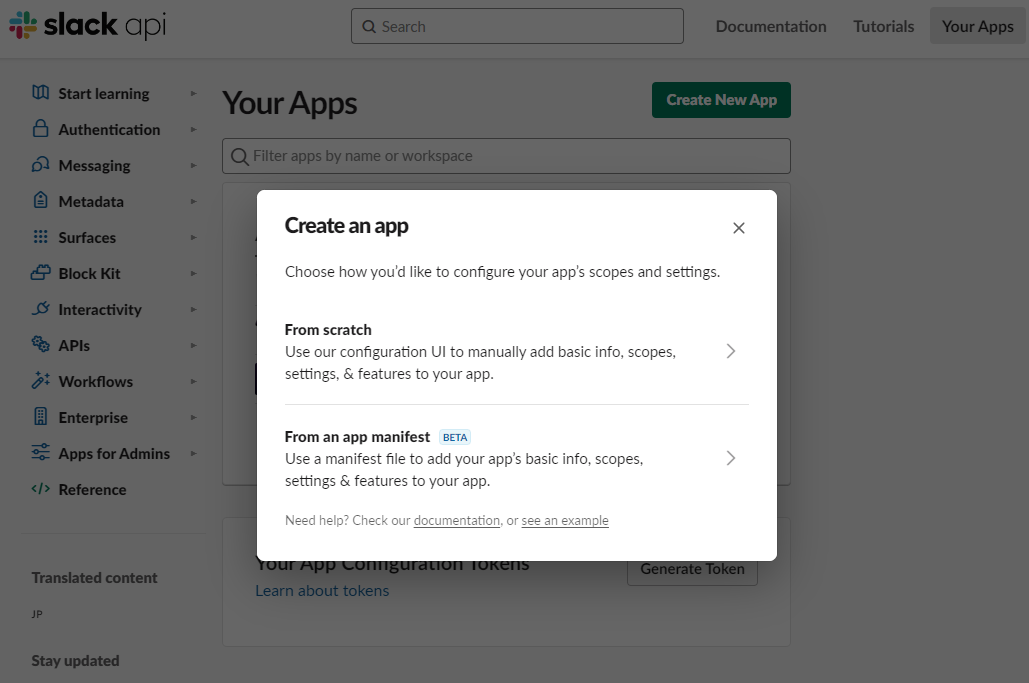 slack api
Search
Documentation
Tutorials
Your Apps
Start learning
Authentication
Messaging
Metadata
Surfaces
Block Kit
Interactivity
APIs
Workflows
Enterprise
Apps for Admins
Reference
Translated content
JP
Stay updated
Your Apps
Create New App
Filter apps by name or workspace
Create an app
Choose how you’d like to configure your app’s scopes and settings.
From scratch
Use our configuration UI to manually add basic info, scopes,
settings, & features to your app.
From an app manifest BETA
Use a manifest file to add your app’s basic info, scopes,
settings & features to your app.
Need help? Check our documentation, or see an example
Your App Configuration Tokens
Generate Token
Learn about tokens